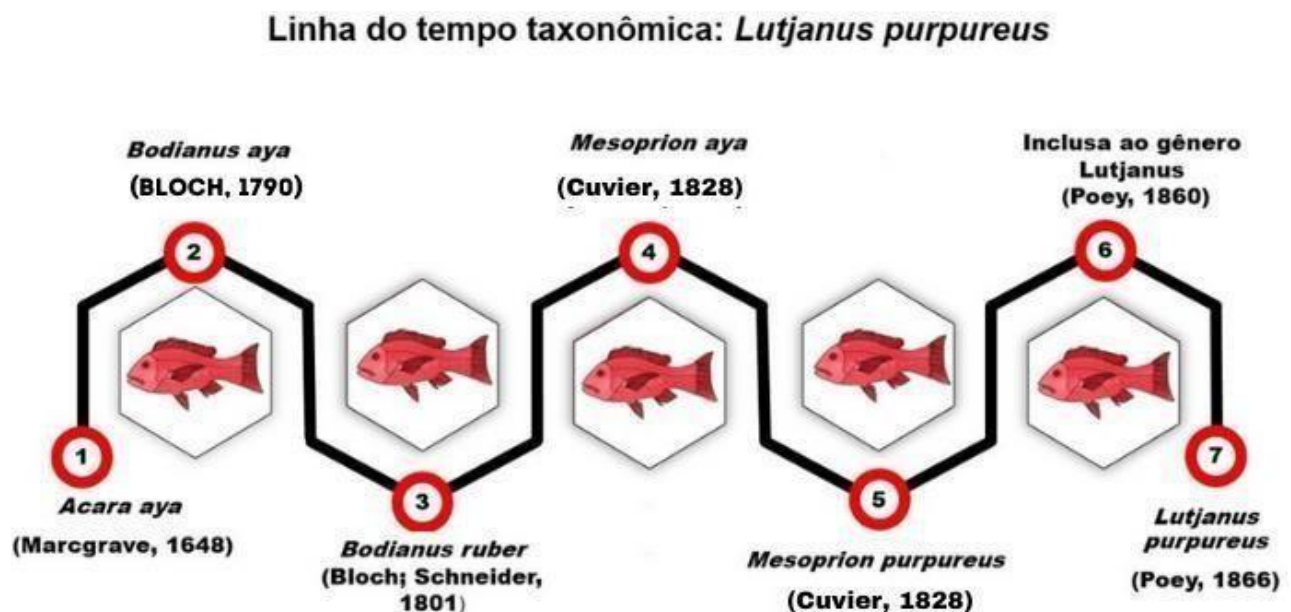 Linha do tempo taxonômica: Lutjanus purpureus
Bodianus aya
(BLOCH, 1790)
Mesoprion aya
(Cuvier, 1828)
Inclusa ao gênero
Lutjanus
(Poey, 1860)
2
4
6
1
3
5
7
Acara aya
(Marcgrave, 1648)
Bodianus ruber
(Bloch; Schneider,
1801)
Mesoprion purpureus
(Cuvier, 1828)
Lutjanus
purpureus
(Poey, 1866)